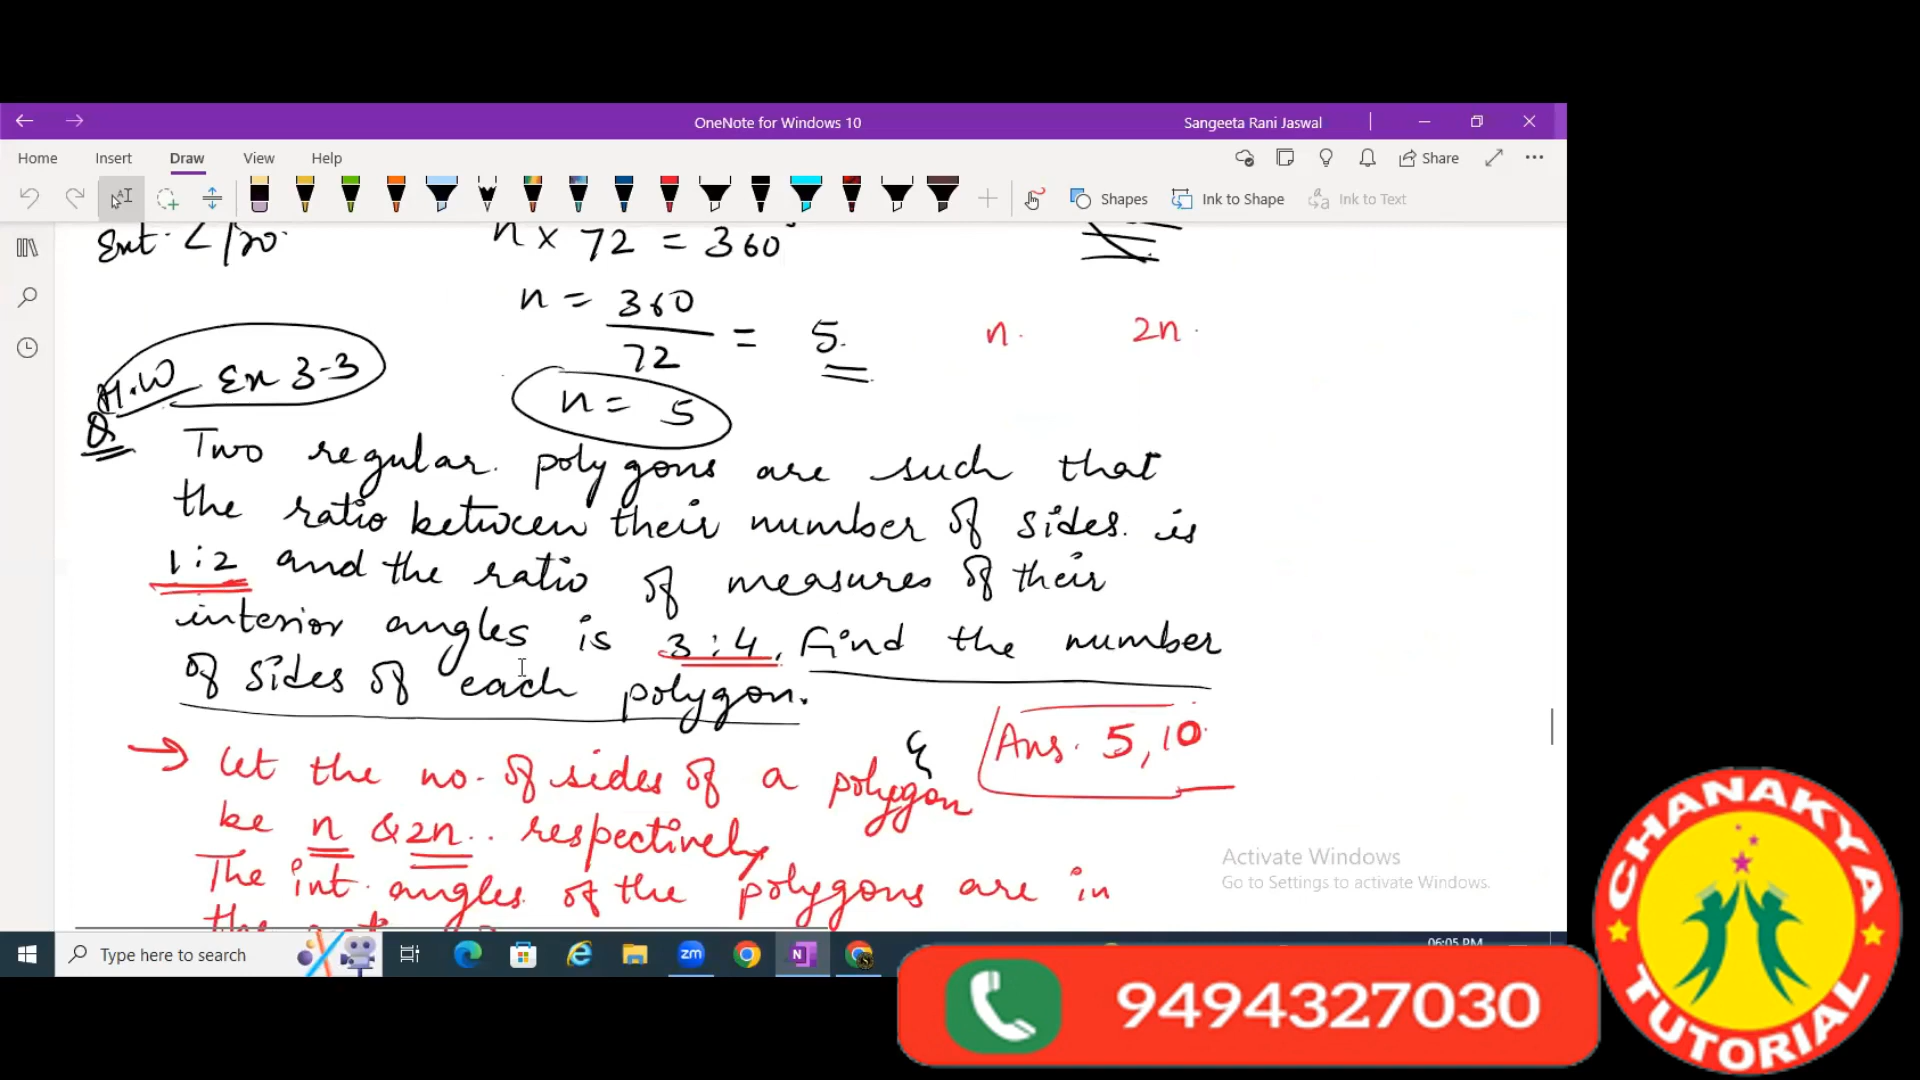 OneNote for Windows 10
Sangeeta Rani Jaswal
Home Insert Draw View Help
Share
Shapes Ink to Shape Ink to Text
Ext. ∠/20. n × 72 = 360°
n = 360/72 = 5. n. 2n.
H.W Ex 3-3
n = 5
Q Two regular. polygons are such that
the ratio between their number of sides. is
1:2 and the ratio of measures of their
interior angles is 3:4. Find the number
of sides of each polygon.
Ans. 5,10.
→ Let the no. of sides of a polygon
be n & 2n.. respectively
The int. angles of the polygons are in
Activate Windows
Go to Settings to activate Windows.
Type here to search
zm
N
06:05 PM
9494327030
CHANAKYA
TUTORIAL